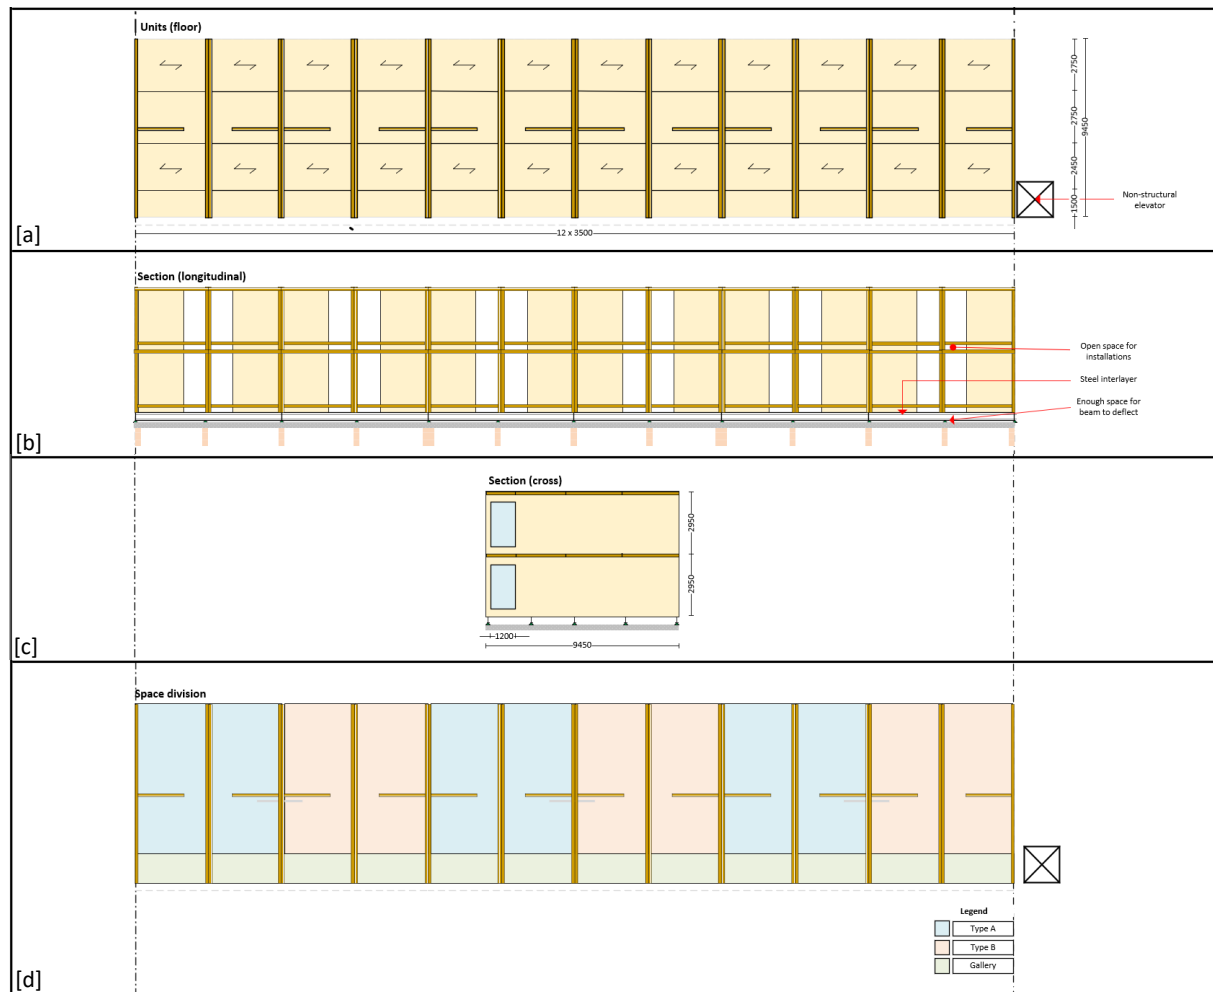 Units (floor)
2750
2750
9450
2450
1500
Non-structural
elevator
12 x 3500
[a]
Section (longitudinal)
Open space for
installations
Steel interlayer
Enough space for
beam to deflect
[b]
Section (cross)
2950
2950
1200
9450
[c]
Space division
Legend
Type A
Type B
Gallery
[d]